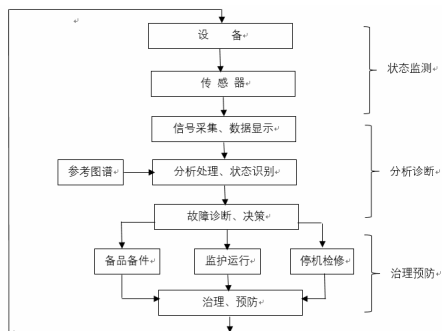 设 备
状态监测
传 感 器
信号采集、数据显示
参考图谱
分析处理、状态识别
分析诊断
故障诊断、决策
备品备件
监护运行
停机检修
治理预防
治理、预防